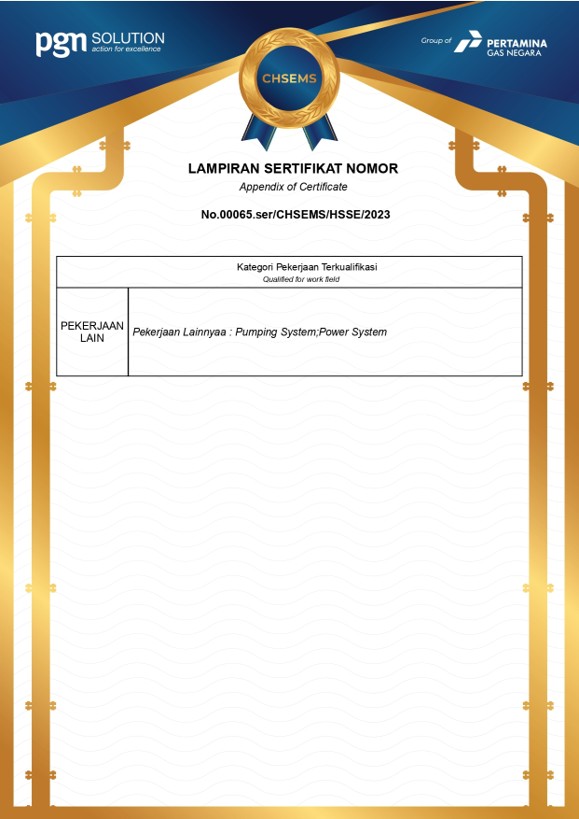 pgn SOLUTION
action for excellence
Group of PERTAMINA
GAS NEGARA
CHSEMS
LAMPIRAN SERTIFIKAT NOMOR
Appendix of Certificate
No.00065.ser/CHSEMS/HSSE/2023
Kategori Pekerjaan Terkualifikasi
Qualified for work field
PEKERJAAN
LAIN
Pekerjaan Lainnyaa : Pumping System;Power System